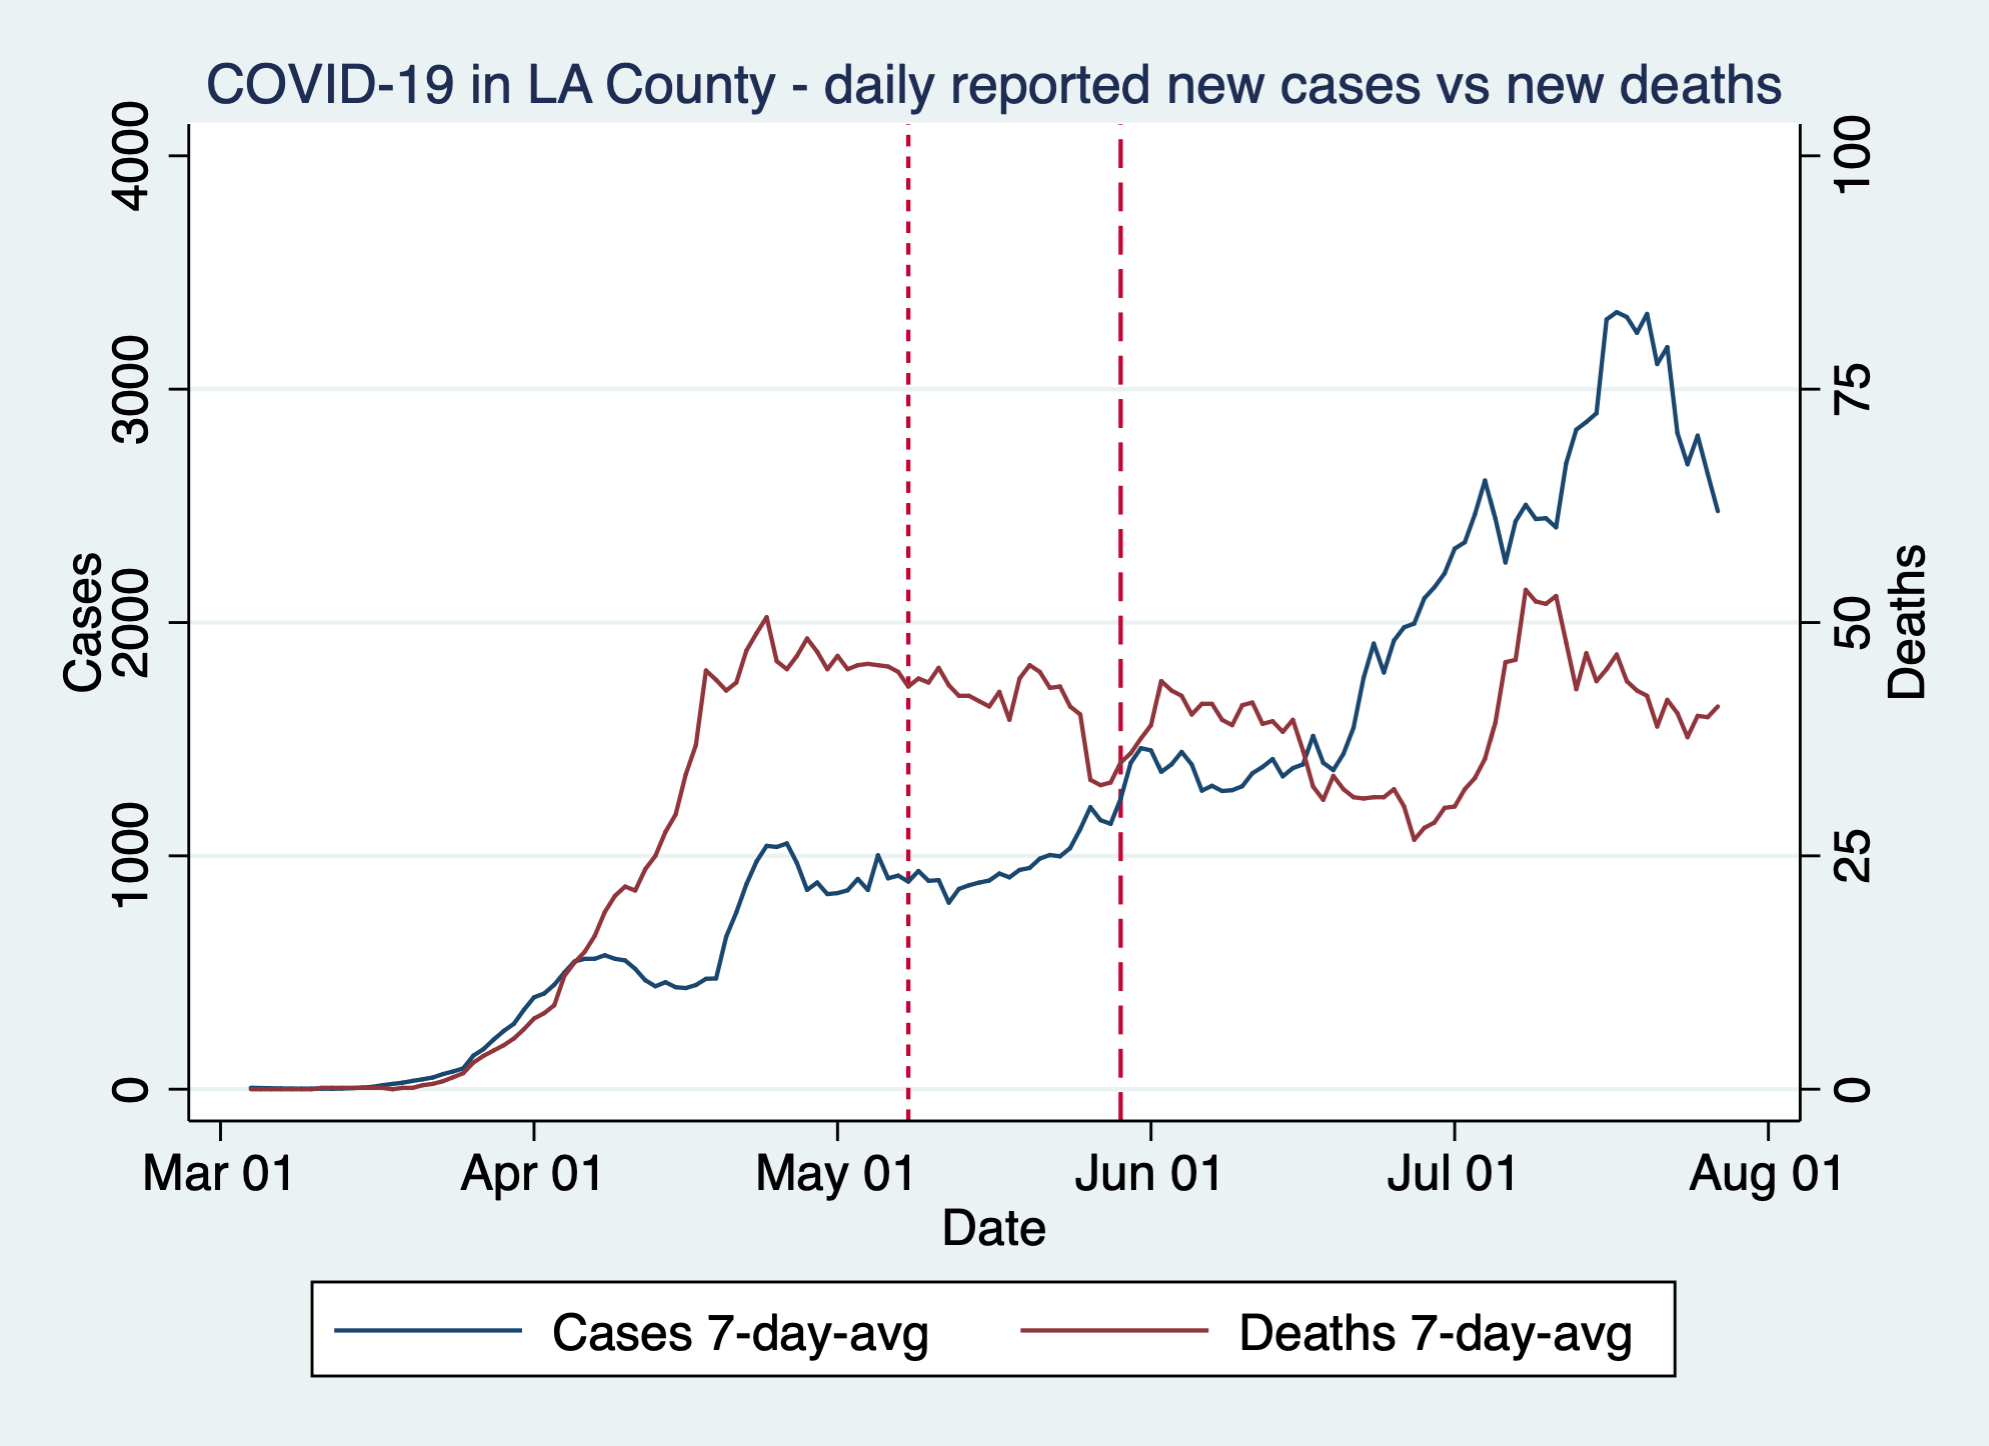 COVID-19 in LA County - daily reported new cases vs new deaths
Cases
4000
3000
2000
1000
0
Deaths
100
75
50
25
0
Mar 01 Apr 01 May 01 Jun 01 Jul 01 Aug 01
Date
Cases 7-day-avg Deaths 7-day-avg